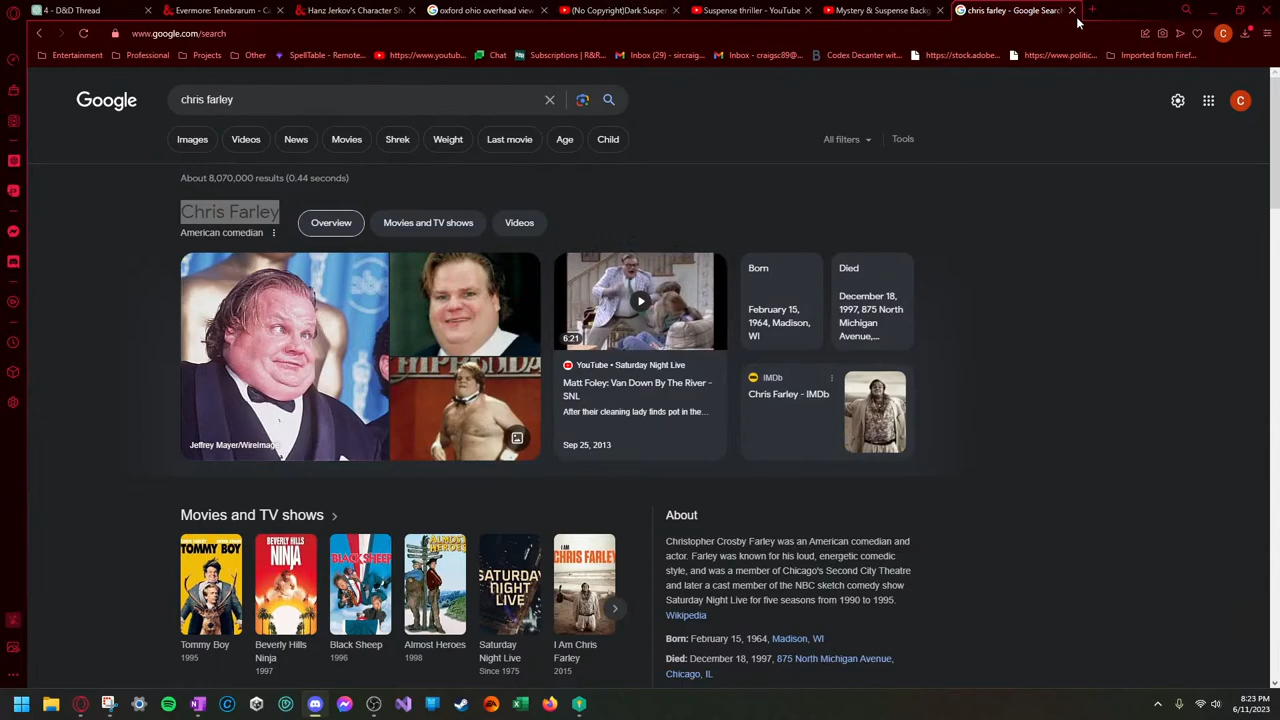 4 - D&D Thread
Evermore: Tenebrarum - Ca
Hanz Jerkov's Character Sh
oxford ohio overhead view
(No Copyright)Dark Suspen
Suspense thriller - YouTube
Mystery & Suspense Backg
chris farley - Google Search
www.google.com/search
Entertainment
Professional
Projects
Other
SpellTable - Remote...
https://www.youtub...
Chat
Subscriptions | R&R...
Inbox (29) - sircraig...
Inbox - craigsc89@...
Codex Decanter wit...
https://stock.adobe...
https://www.politic...
Imported from Firef...
C
Google
chris farley
C
Images
Videos
News
Movies
Shrek
Weight
Last movie
Age
Child
All filters
Tools
About 8,070,000 results (0.44 seconds)
Chris Farley
American comedian
Overview
Movies and TV shows
Videos
Jeffrey Mayer/WireImage
6:21
YouTube • Saturday Night Live
Matt Foley: Van Down By The River -
SNL
After their cleaning lady finds pot in the...
Sep 25, 2013
Born
February 15,
1964, Madison,
WI
Died
December 18,
1997, 875 North
Michigan
Avenue,...
IMDb
Chris Farley - IMDb
Movies and TV shows
TOMMY BOY
BEVERLY HILLS
NINJA
BLACK SHEEP
ALMOST
HEROES
SATURDAY
NIGHT
LIVE
I AM
CHRIS
FARLEY
Tommy Boy
1995
Beverly Hills
Ninja
1997
Black Sheep
1996
Almost Heroes
1998
Saturday
Night Live
Since 1975
I Am Chris
Farley
2015
About
Christopher Crosby Farley was an American comedian and
actor. Farley was known for his loud, energetic comedic
style, and was a member of Chicago's Second City Theatre
and later a cast member of the NBC sketch comedy show
Saturday Night Live for five seasons from 1990 to 1995.
Wikipedia
Born: February 15, 1964, Madison, WI
Died: December 18, 1997, 875 North Michigan Avenue,
Chicago, IL
8:23 PM
6/11/2023